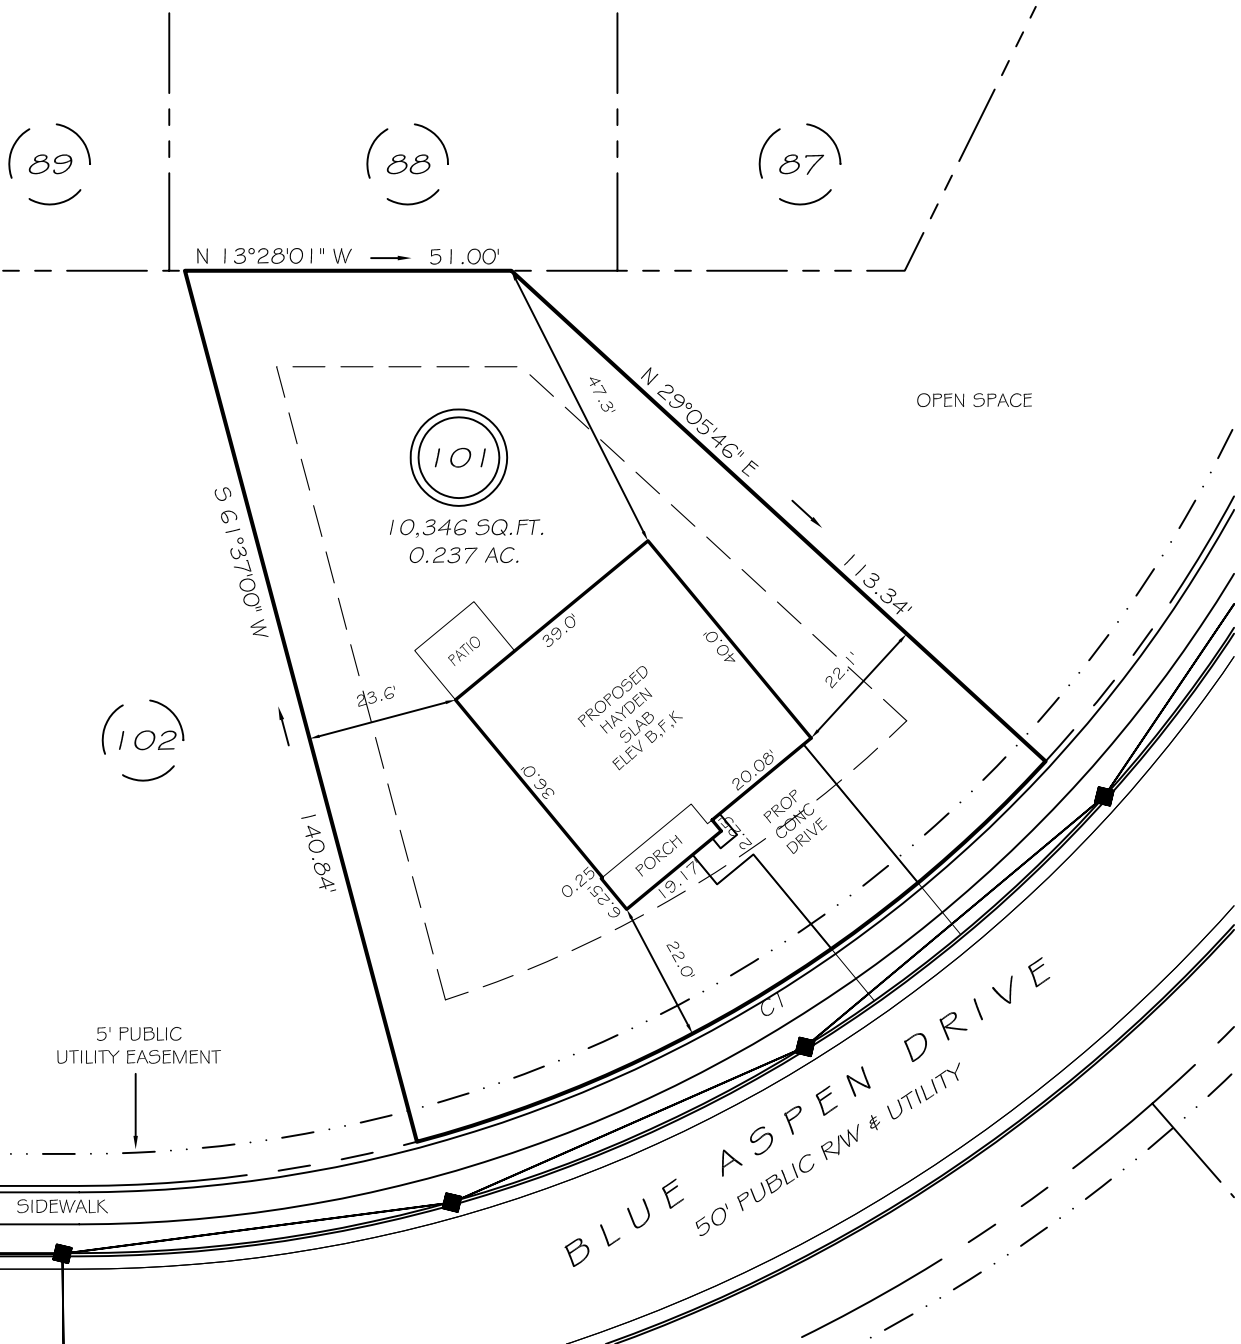 89
88
87
N 13°28'01" W
51.00'
47.3'
N 29°05'46" E
113.34'
OPEN SPACE
101
10,346 SQ.FT.
0.237 AC.
S 61°37'00" W
140.84'
PATIO
39.0'
40.0'
23.6'
22.1'
102
PROPOSED
HAYDEN
SLAB
ELEV B,F,K
36.0'
20.08'
PROP
CONC
DRIVE
PORCH
19.17'
0.25'
6.25'
22.0'
C1
5' PUBLIC
UTILITY EASEMENT
SIDEWALK
BLUE ASPEN DRIVE
50' PUBLIC R/W & UTILITY